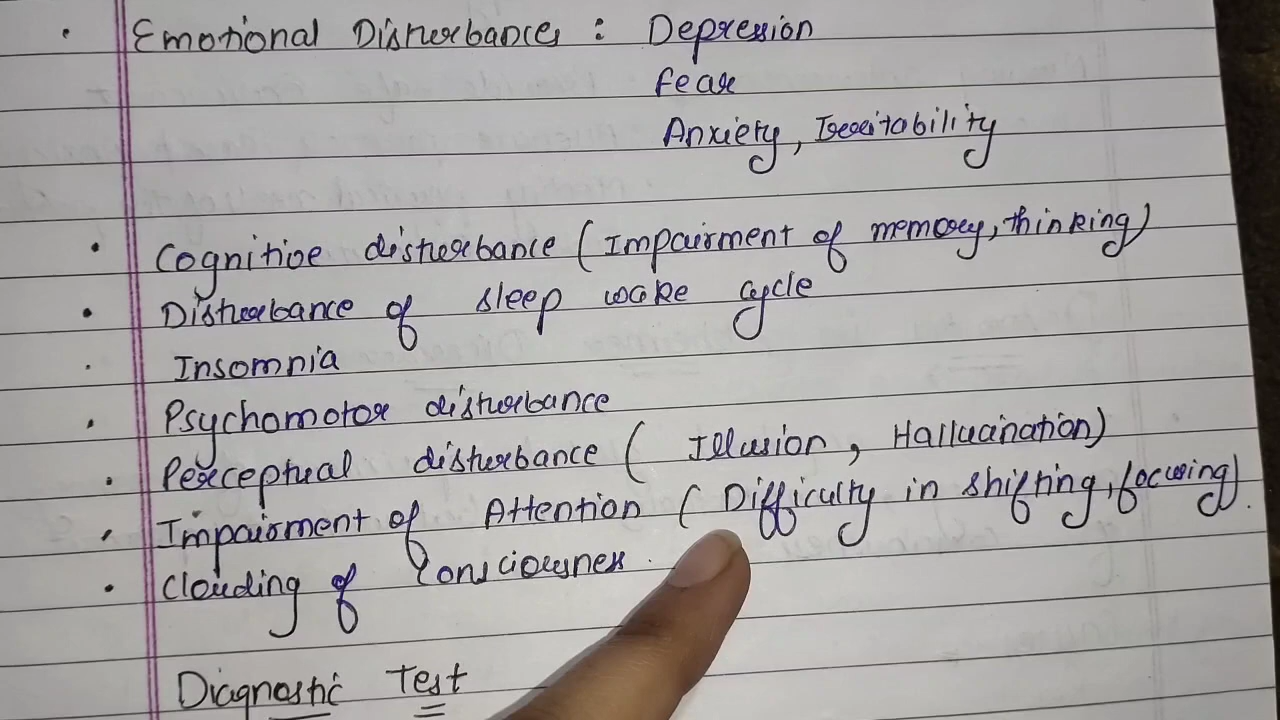 • Emotional Disturbances : Depression
Fear
Anxiety, Irritability
• Cognitive disturbance (Impairment of memory, thinking)
• Disturbance of sleep wake cycle
• Insomnia
• Psychomotor disturbance
• Perceptual disturbance ( Illusion, Hallucination)
• Impairment of Attention ( Difficulty in shifting, focusing).
• Clouding of Consciousness.
Diagnostic Test